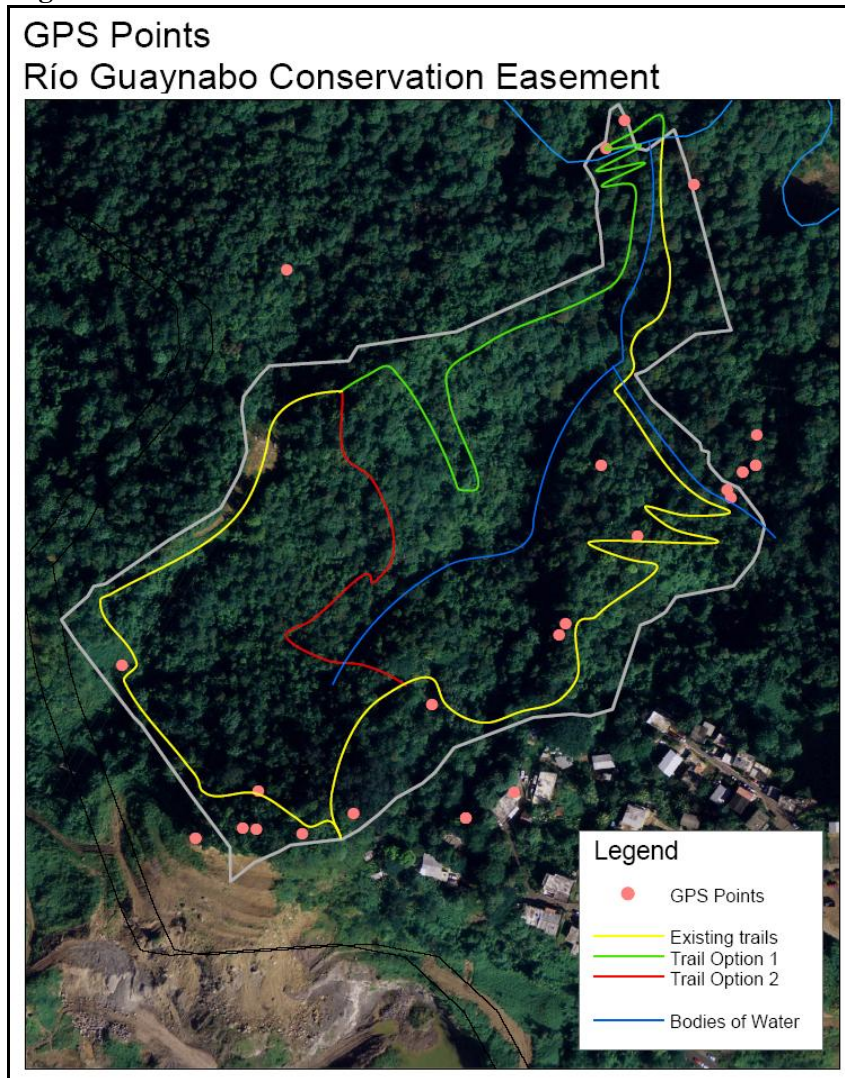 GPS Points
Río Guaynabo Conservation Easement
Legend
GPS Points
Existing trails
Trail Option 1
Trail Option 2
Bodies of Water